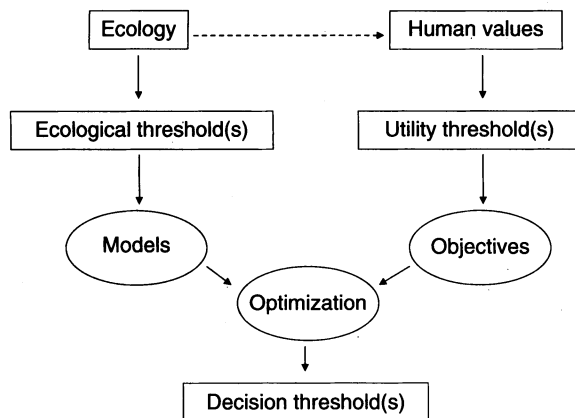 Ecology
Human values
Ecological threshold(s)
Utility threshold(s)
Models
Objectives
Optimization
Decision threshold(s)